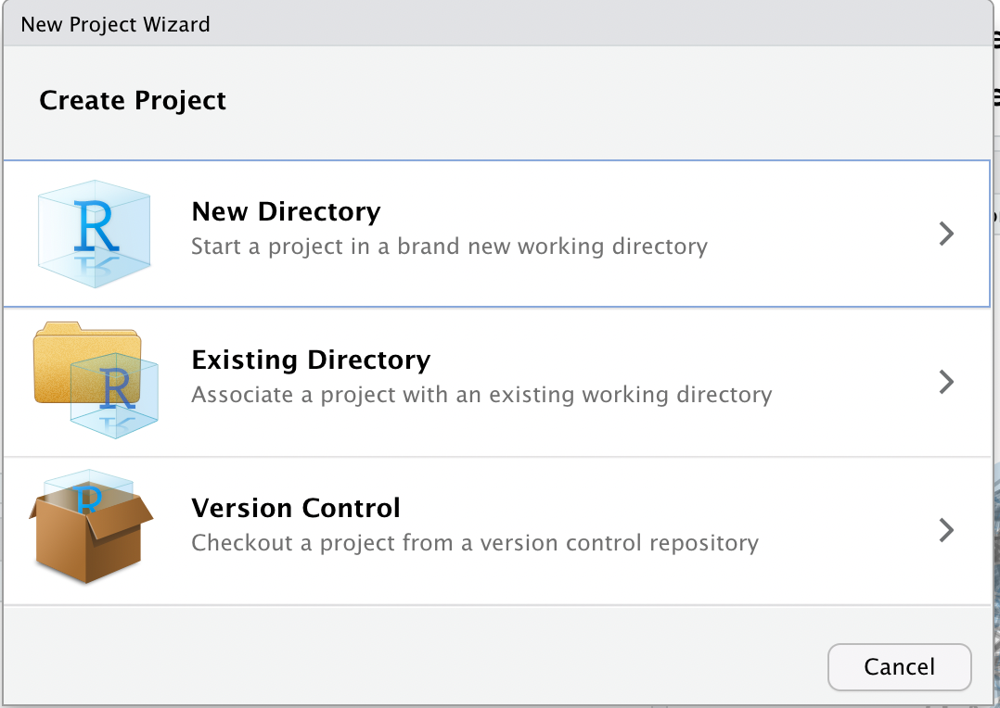 New Project Wizard
Create Project
R
New Directory
Start a project in a brand new working directory
R
Existing Directory
Associate a project with an existing working directory
R
Version Control
Checkout a project from a version control repository
Cancel